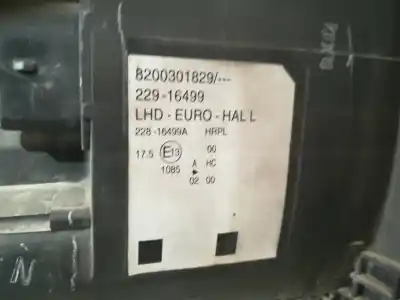 8200301829/---
229-16499
LHD - EURO - HAL L
228-16499A HRPL
17.5 E13 00
A HC
1085 02 00
N